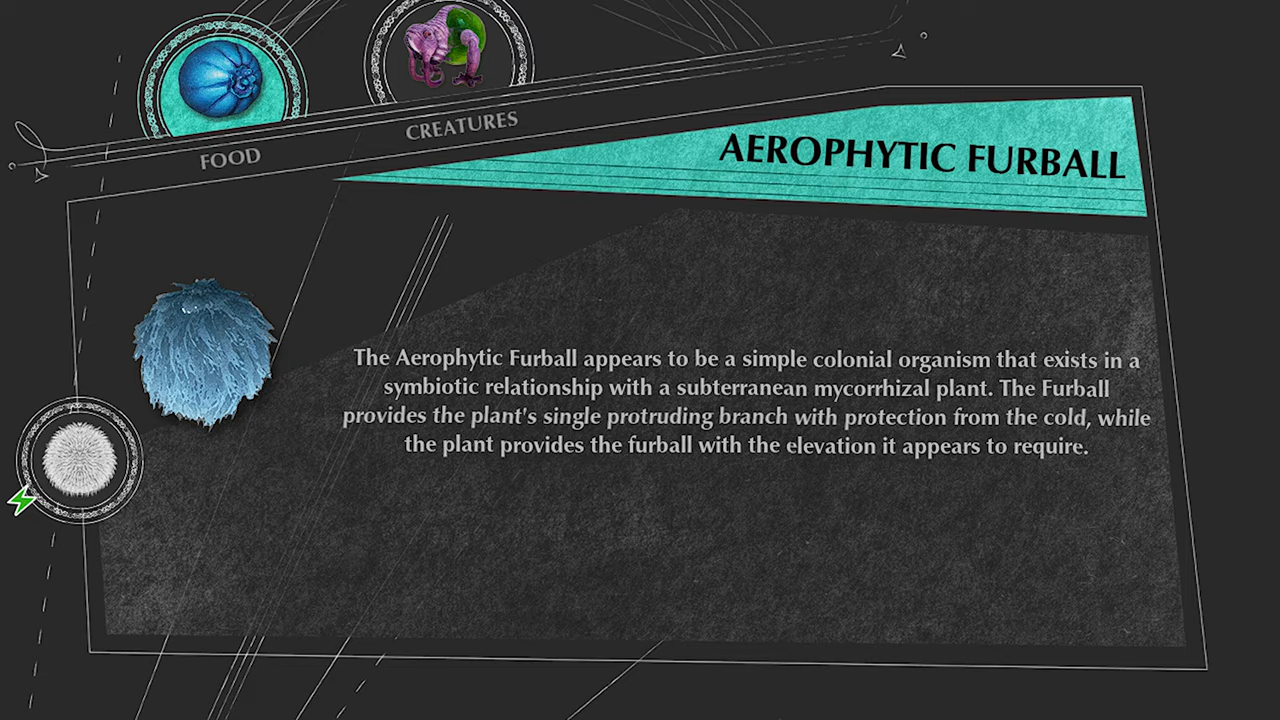 FOOD
CREATURES
AEROPHYTIC FURBALL
The Aerophytic Furball appears to be a simple colonial organism that exists in a
symbiotic relationship with a subterranean mycorrhizal plant. The Furball
provides the plant's single protruding branch with protection from the cold, while
the plant provides the furball with the elevation it appears to require.